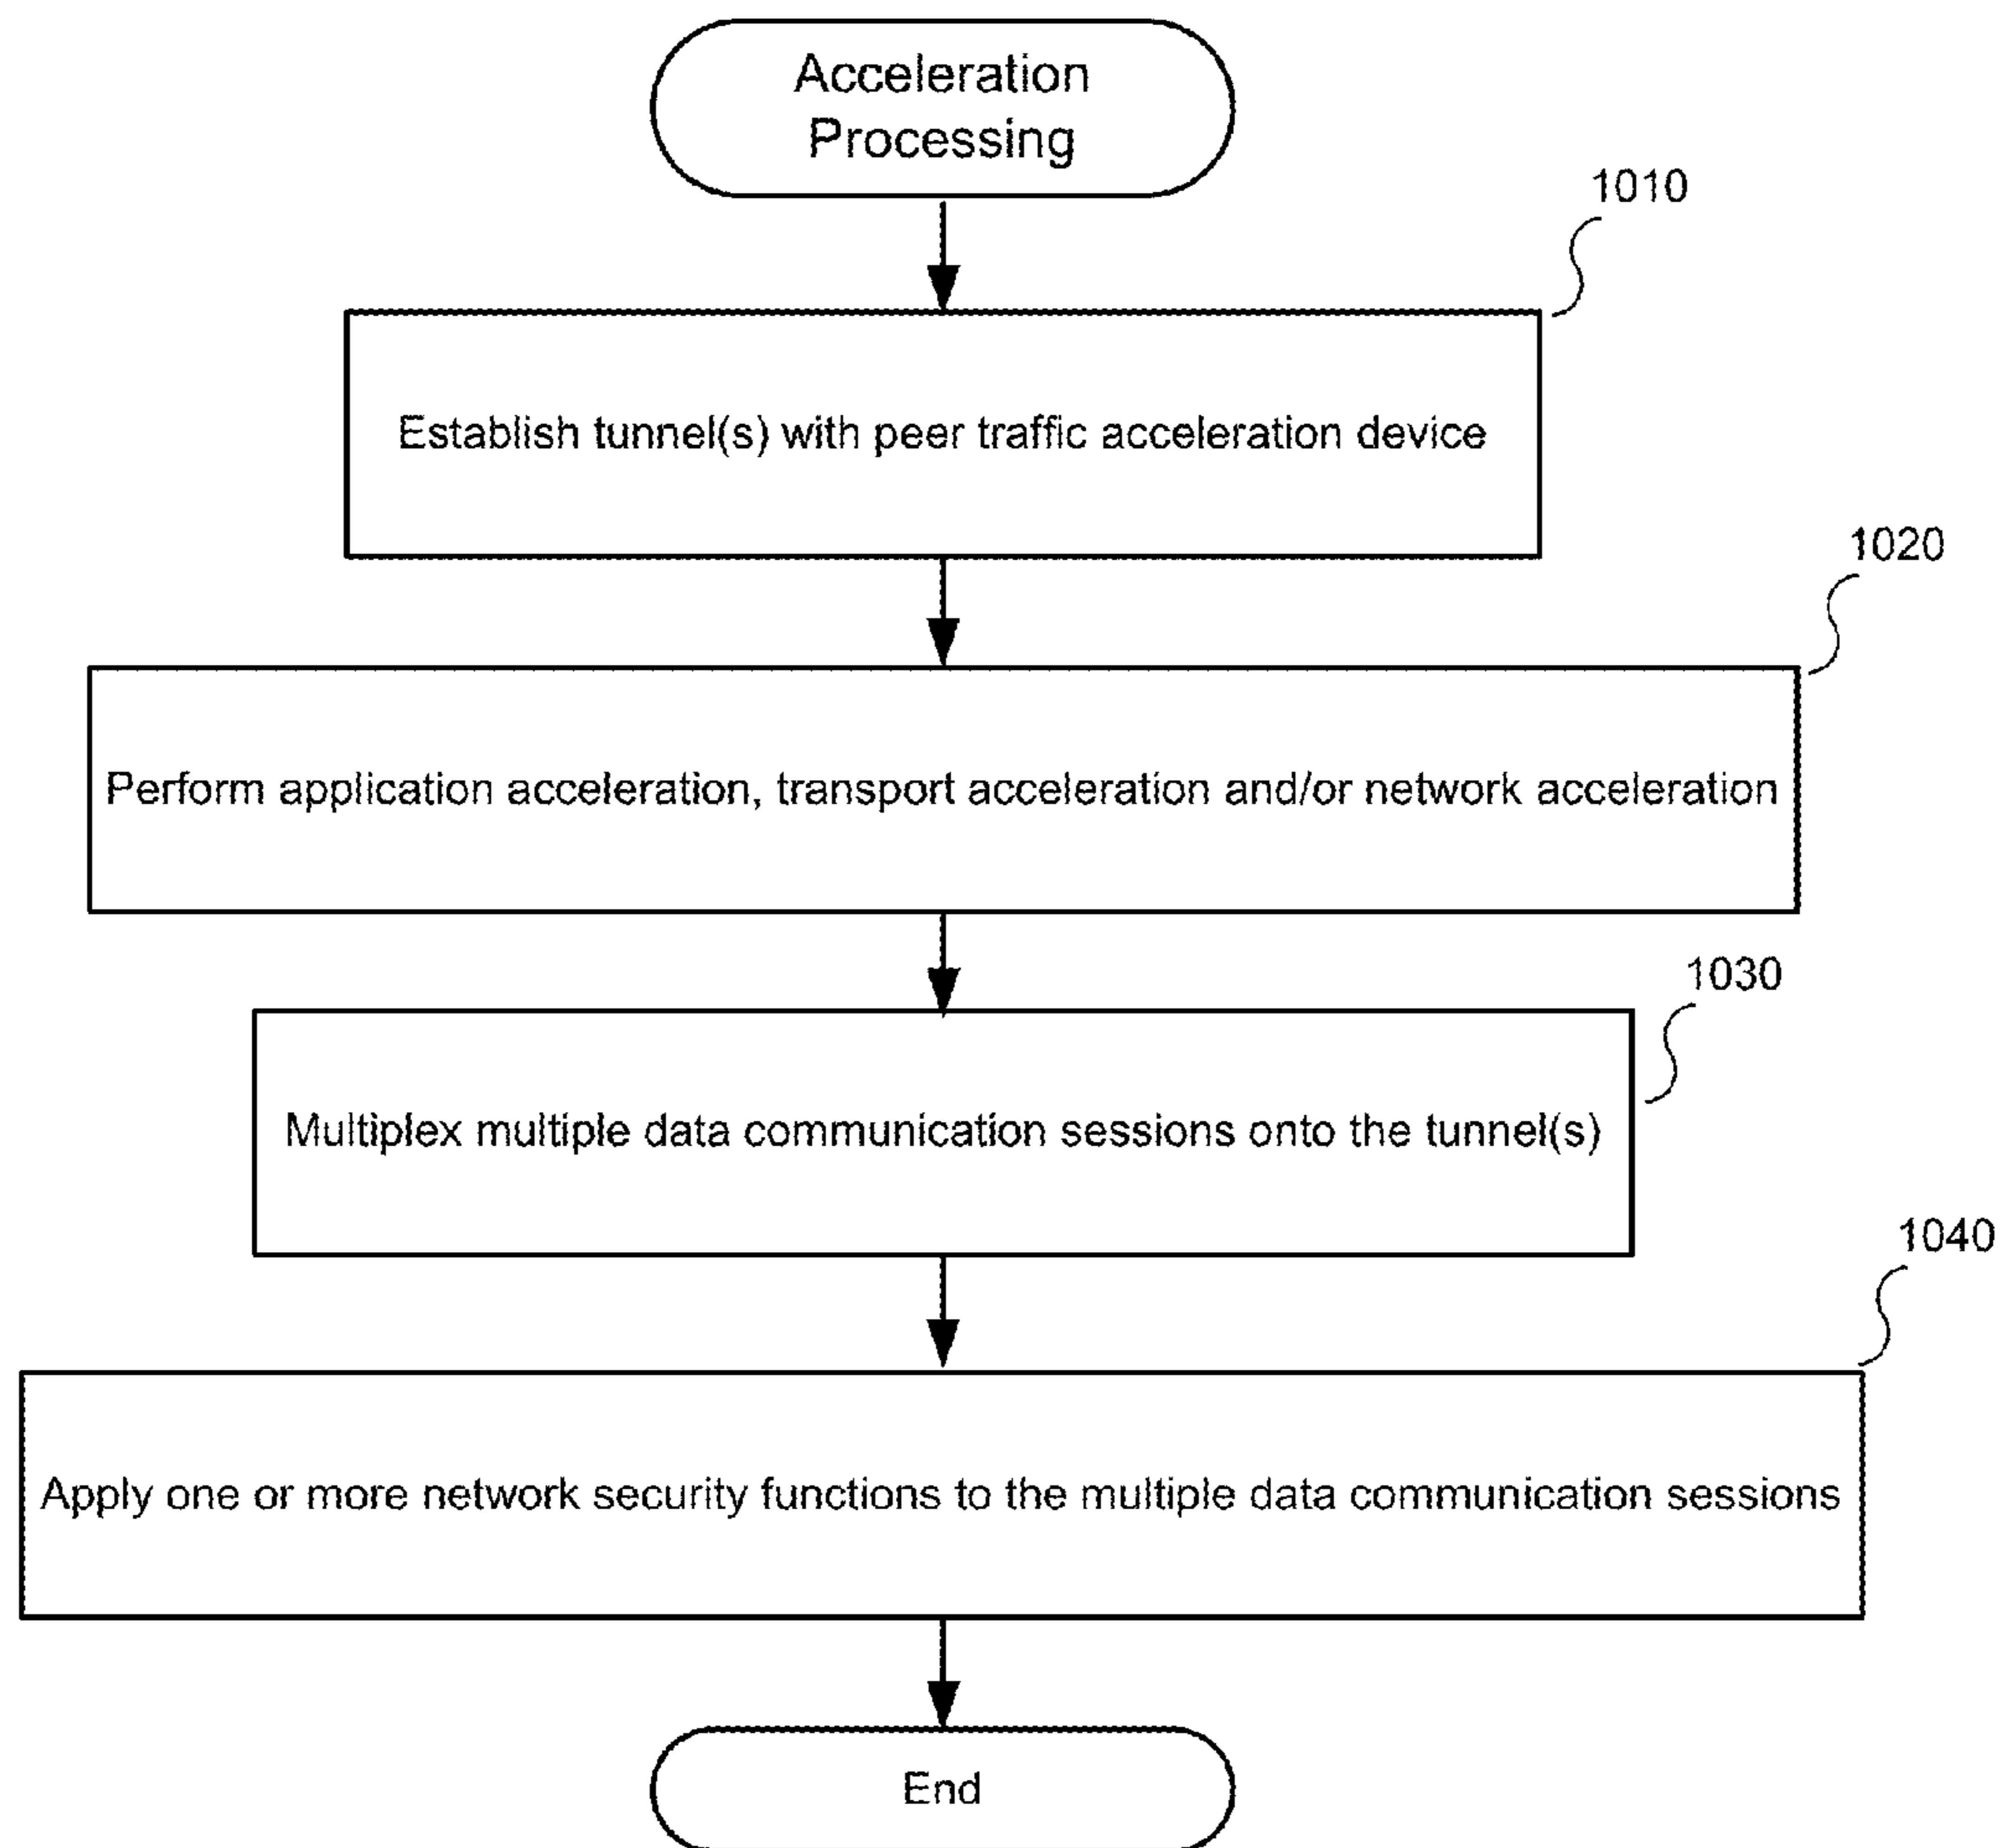 Acceleration
Processing
1010
Establish tunnel(s) with peer traffic acceleration device
1020
Perform application acceleration, transport acceleration and/or network acceleration
1030
Multiplex multiple data communication sessions onto the tunnel(s)
1040
Apply one or more network security functions to the multiple data communication sessions
End